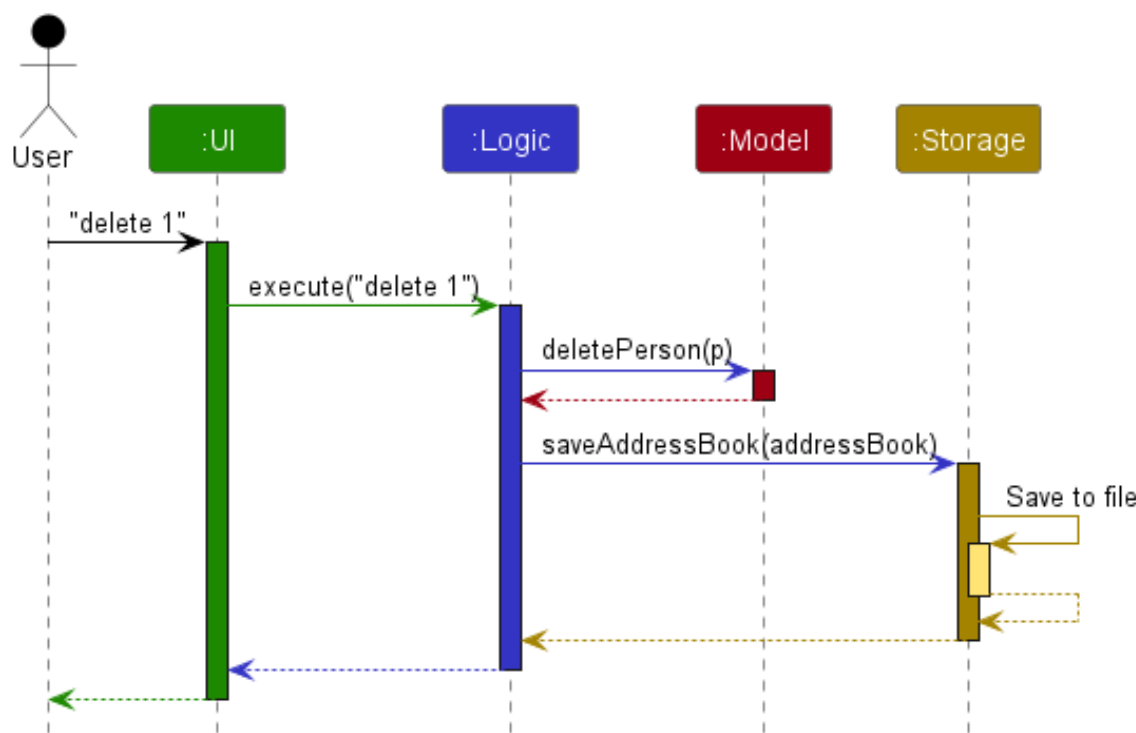 User
:UI
:Logic
:Model
:Storage
"delete 1"
execute("delete 1")
deletePerson(p)
saveAddressBook(addressBook)
Save to file